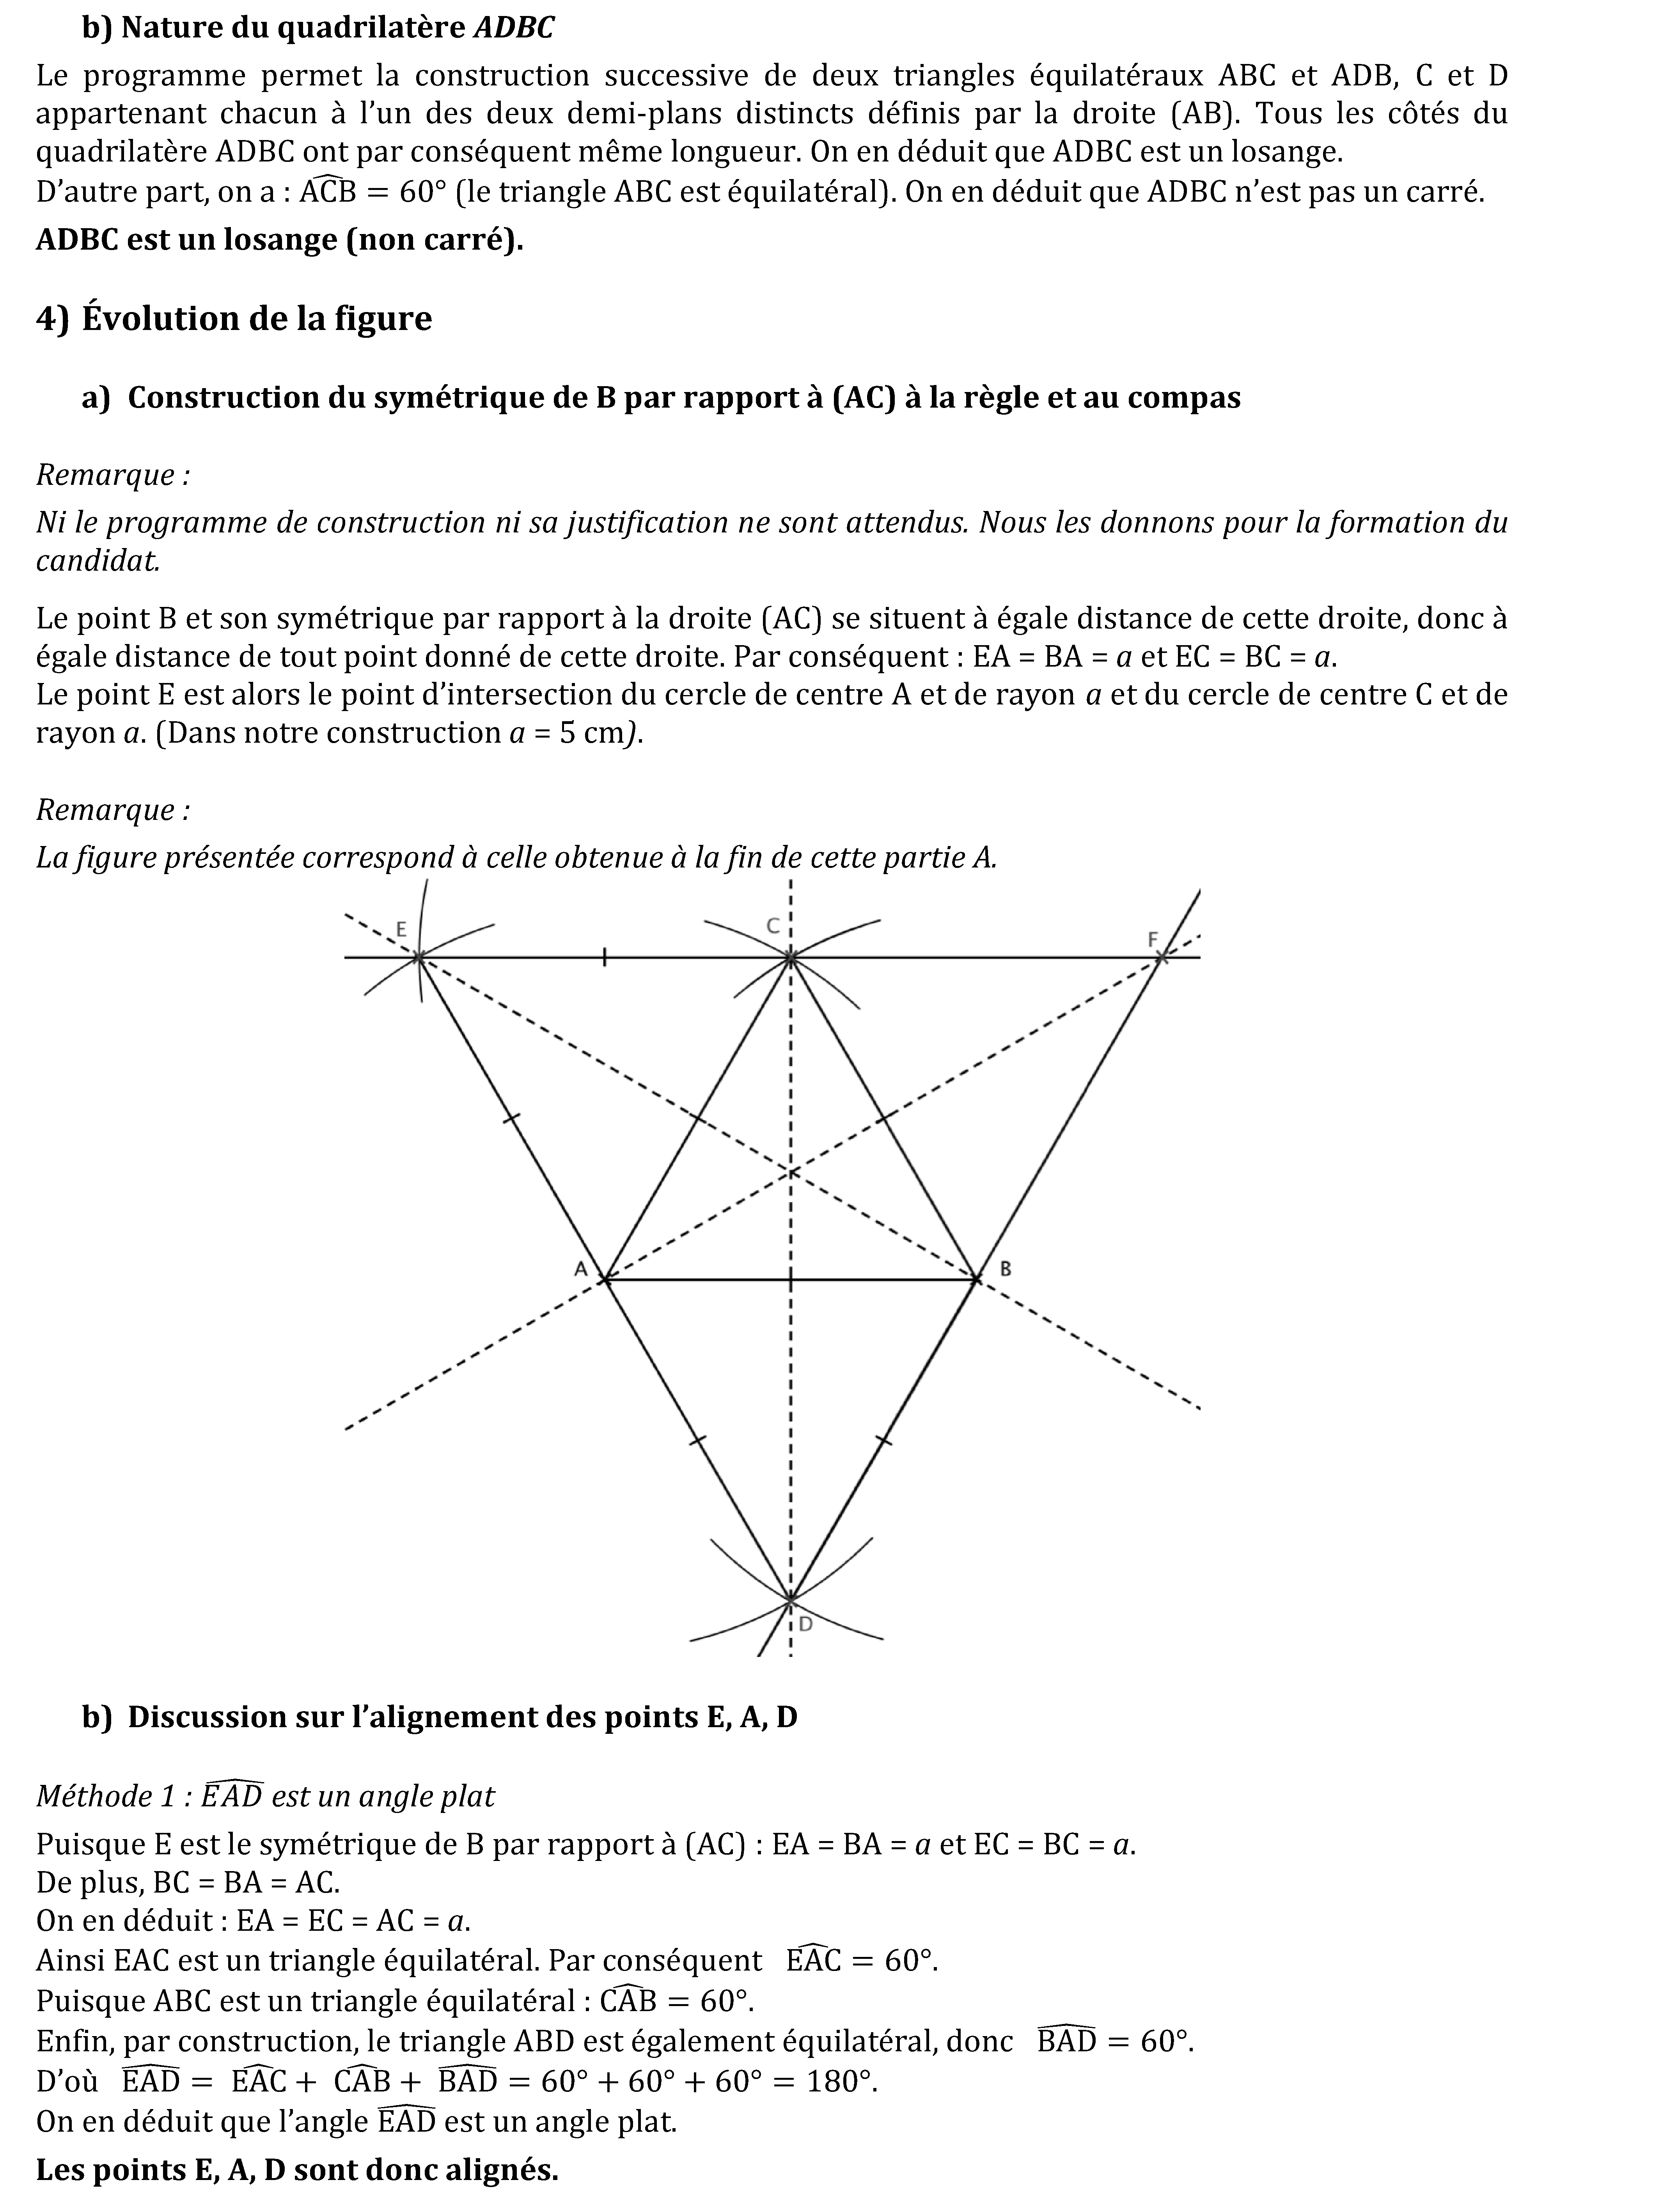 b) Nature du quadrilatère ADBC
Le programme permet la construction successive de deux triangles équilatéraux ABC et ADB, C et D
appartenant chacun à l’un des deux demi-plans distincts définis par la droite (AB). Tous les côtés du
quadrilatère ADBC ont par conséquent même longueur. On en déduit que ADBC est un losange.
D’autre part, on a : \widehat{ACB} = 60° (le triangle ABC est équilatéral). On en déduit que ADBC n’est pas un carré.
ADBC est un losange (non carré).
4) Évolution de la figure
a) Construction du symétrique de B par rapport à (AC) à la règle et au compas
Remarque :
Ni le programme de construction ni sa justification ne sont attendus. Nous les donnons pour la formation du
candidat.
Le point B et son symétrique par rapport à la droite (AC) se situent à égale distance de cette droite, donc à
égale distance de tout point donné de cette droite. Par conséquent : EA = BA = a et EC = BC = a.
Le point E est alors le point d’intersection du cercle de centre A et de rayon a et du cercle de centre C et de
rayon a. (Dans notre construction a = 5 cm).
Remarque :
La figure présentée correspond à celle obtenue à la fin de cette partie A.
E
C
F
A
B
D
b) Discussion sur l’alignement des points E, A, D
Méthode 1 : \widehat{EAD} est un angle plat
Puisque E est le symétrique de B par rapport à (AC) : EA = BA = a et EC = BC = a.
De plus, BC = BA = AC.
On en déduit : EA = EC = AC = a.
Ainsi EAC est un triangle équilatéral. Par conséquent \widehat{EAC} = 60°.
Puisque ABC est un triangle équilatéral : \widehat{CAB} = 60°.
Enfin, par construction, le triangle ABD est également équilatéral, donc \widehat{BAD} = 60°.
D’où \widehat{EAD} = \widehat{EAC} + \widehat{CAB} + \widehat{BAD} = 60° + 60° + 60° = 180°.
On en déduit que l’angle \widehat{EAD} est un angle plat.
Les points E, A, D sont donc alignés.